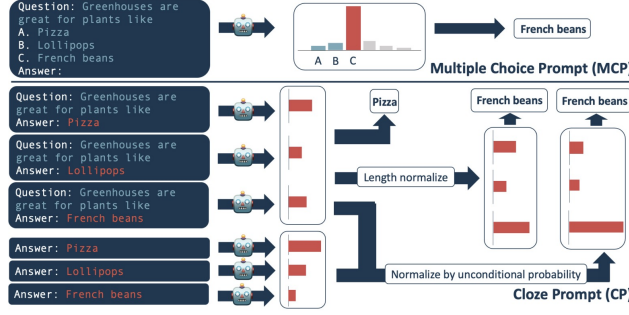 Question: Greenhouses are
great for plants like
A. Pizza
B. Lollipops
C. French beans
Answer:
A B C
French beans
Multiple Choice Prompt (MCP)
Question: Greenhouses are
great for plants like
Answer: Pizza
Question: Greenhouses are
great for plants like
Answer: Lollipops
Question: Greenhouses are
great for plants like
Answer: French beans
Answer: Pizza
Answer: Lollipops
Answer: French beans
Pizza
French beans
French beans
Length normalize
Normalize by unconditional probability
Cloze Prompt (CP)